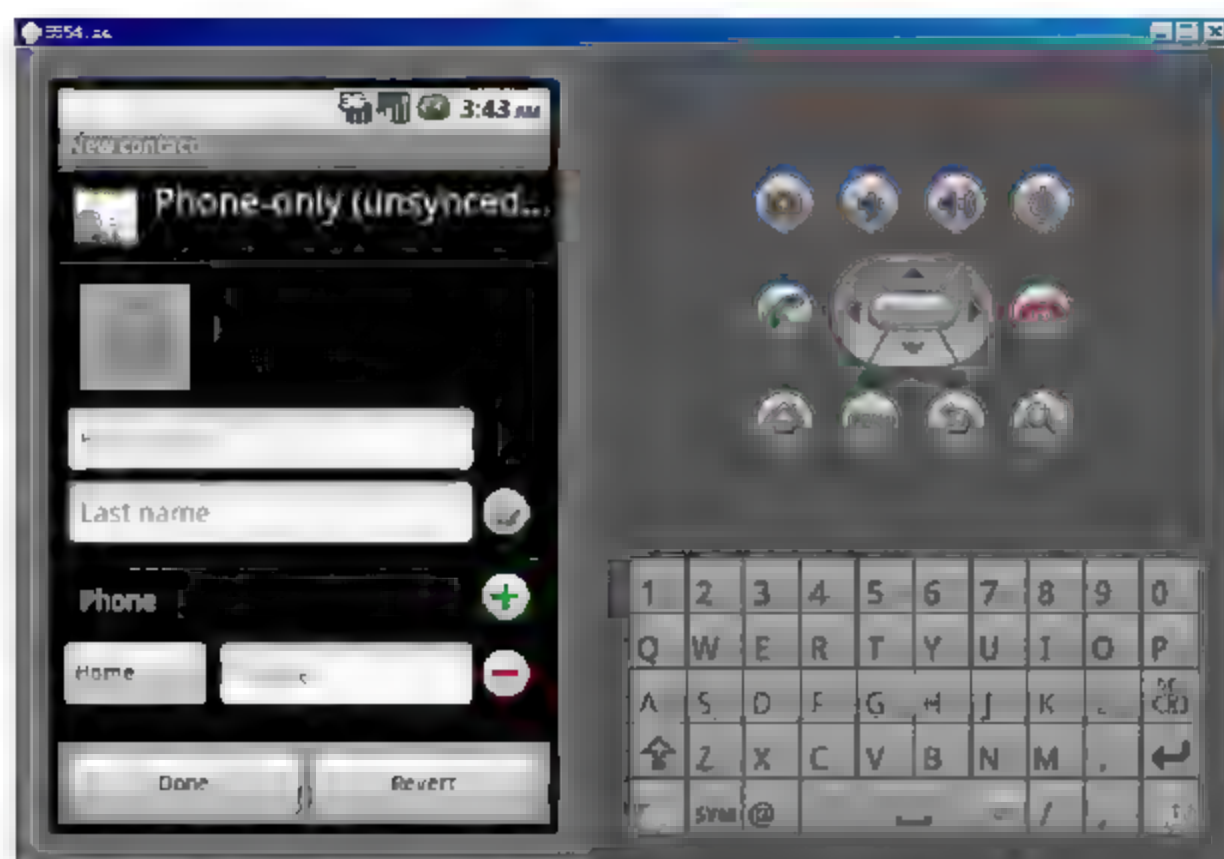 3:43 AM
New contact
Phone-only (unsynced...
Last name
Phone
Home
Done
Revert
MENU
1 2 3 4 5 6 7 8 9 0
Q W E R T Y U I O P
A S D F G H J K
Z X C V B N M .
SYM @ / ,